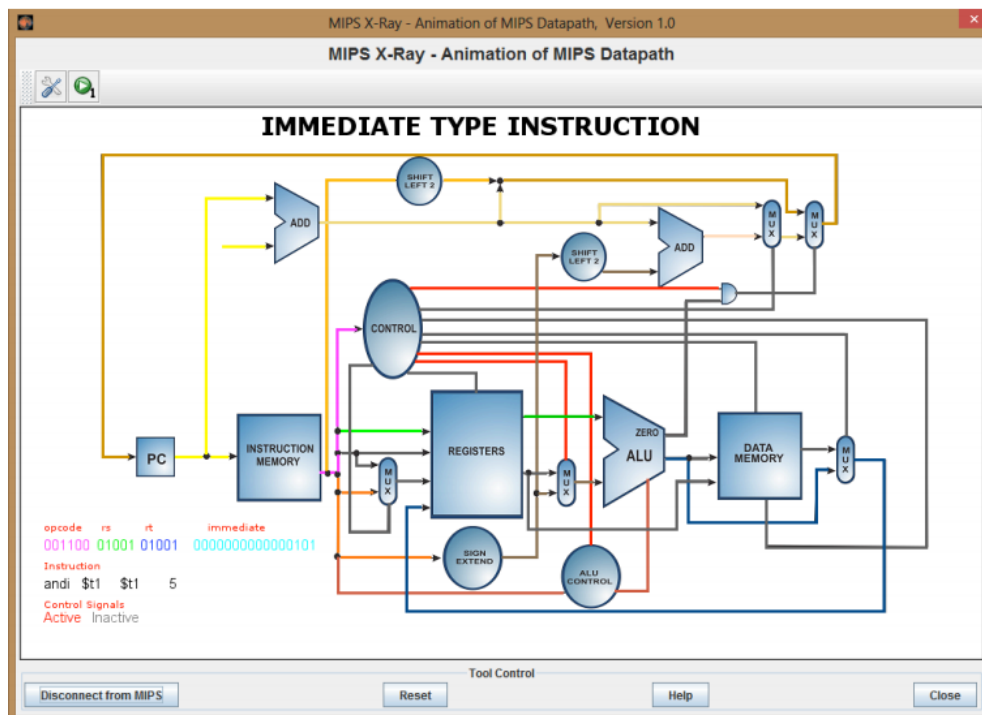 MIPS X-Ray - Animation of MIPS Datapath, Version 1.0
MIPS X-Ray - Animation of MIPS Datapath
1
IMMEDIATE TYPE INSTRUCTION
SHIFT
LEFT 2
ADD
MUX
MUX
SHIFT
LEFT 2
ADD
CONTROL
PC
INSTRUCTION
MEMORY
MUX
REGISTERS
MUX
ZERO
ALU
DATA
MEMORY
MUX
SIGN
EXTEND
ALU
CONTROL
opcode rs rt immediate
001100 01001 01001 0000000000000101
Instruction
andi $t1 $t1 5
Control Signals
Active Inactive
Tool Control
Disconnect from MIPS Reset Help Close